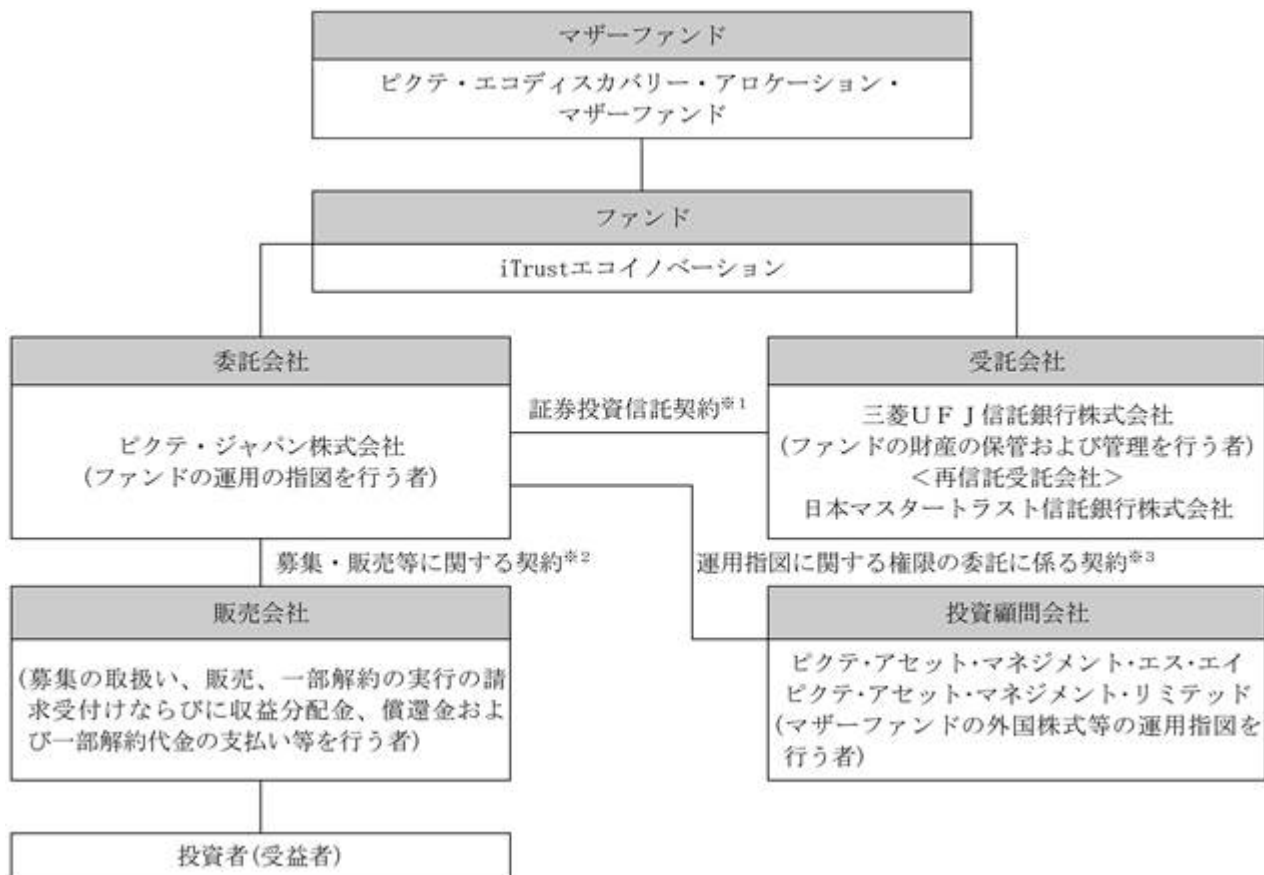 マザーファンド
ピクテ・エコディスカバリー・アロケーション・
マザーファンド
ファンド
iTrustエコイノベーション
委託会社
ピクテ・ジャパン株式会社
(ファンドの運用の指図を行う者)
証券投資信託契約※1
受託会社
三菱UFJ信託銀行株式会社
(ファンドの財産の保管および管理を行う者)
<再信託受託会社>
日本マスタートラスト信託銀行株式会社
募集・販売等に関する契約※2
運用指図に関する権限の委託に係る契約※3
販売会社
(募集の取扱い、販売、一部解約の実行の請
求受付けならびに収益分配金、償還金およ
び一部解約代金の支払い等を行う者)
投資顧問会社
ピクテ・アセット・マネジメント・エス・エイ
ピクテ・アセット・マネジメント・リミテッド
(マザーファンドの外国株式等の運用指図を
行う者)
投資者(受益者)